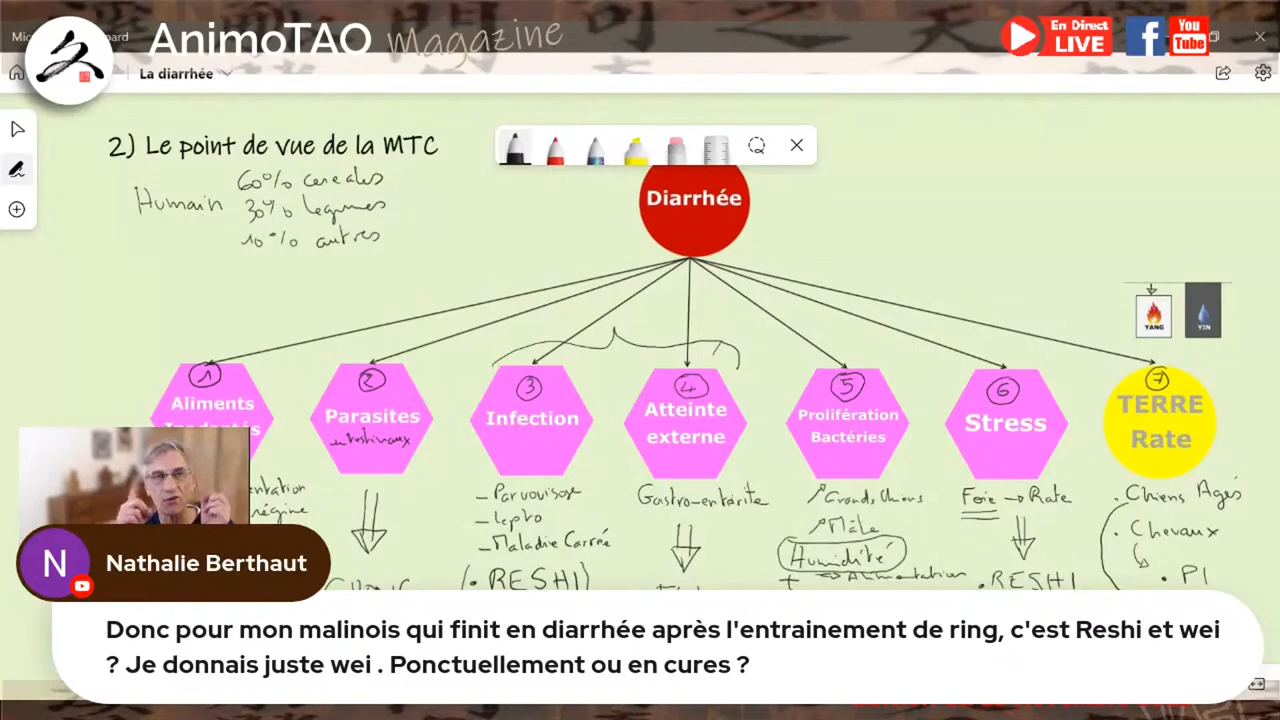 AnimoTAO Magazine
En Direct
LIVE
You
Tube
La diarrhée
2) Le point de vue de la MTC
Humain
60% céréales
30% légumes
10% autres
Diarrhée
YANG
YIN
1
Aliments
2
Parasites
intestinaux
3
Infection
4
Atteinte
externe
5
Prolifération
Bactéries
6
Stress
7
TERRE
Rate
- Parvovirose
- Lepto
- Maladie Carrée
(. RESHI)
Gastro-entérite
Grands Chiens
Mâle
Humidité
+ Alimentation
Foie → Rate
. RESHI
. Chiens Agés
. Chevaux
N
Nathalie Berthaut
Donc pour mon malinois qui finit en diarrhée après l'entrainement de ring, c'est Reshi et wei
? Je donnais juste wei . Ponctuellement ou en cures ?